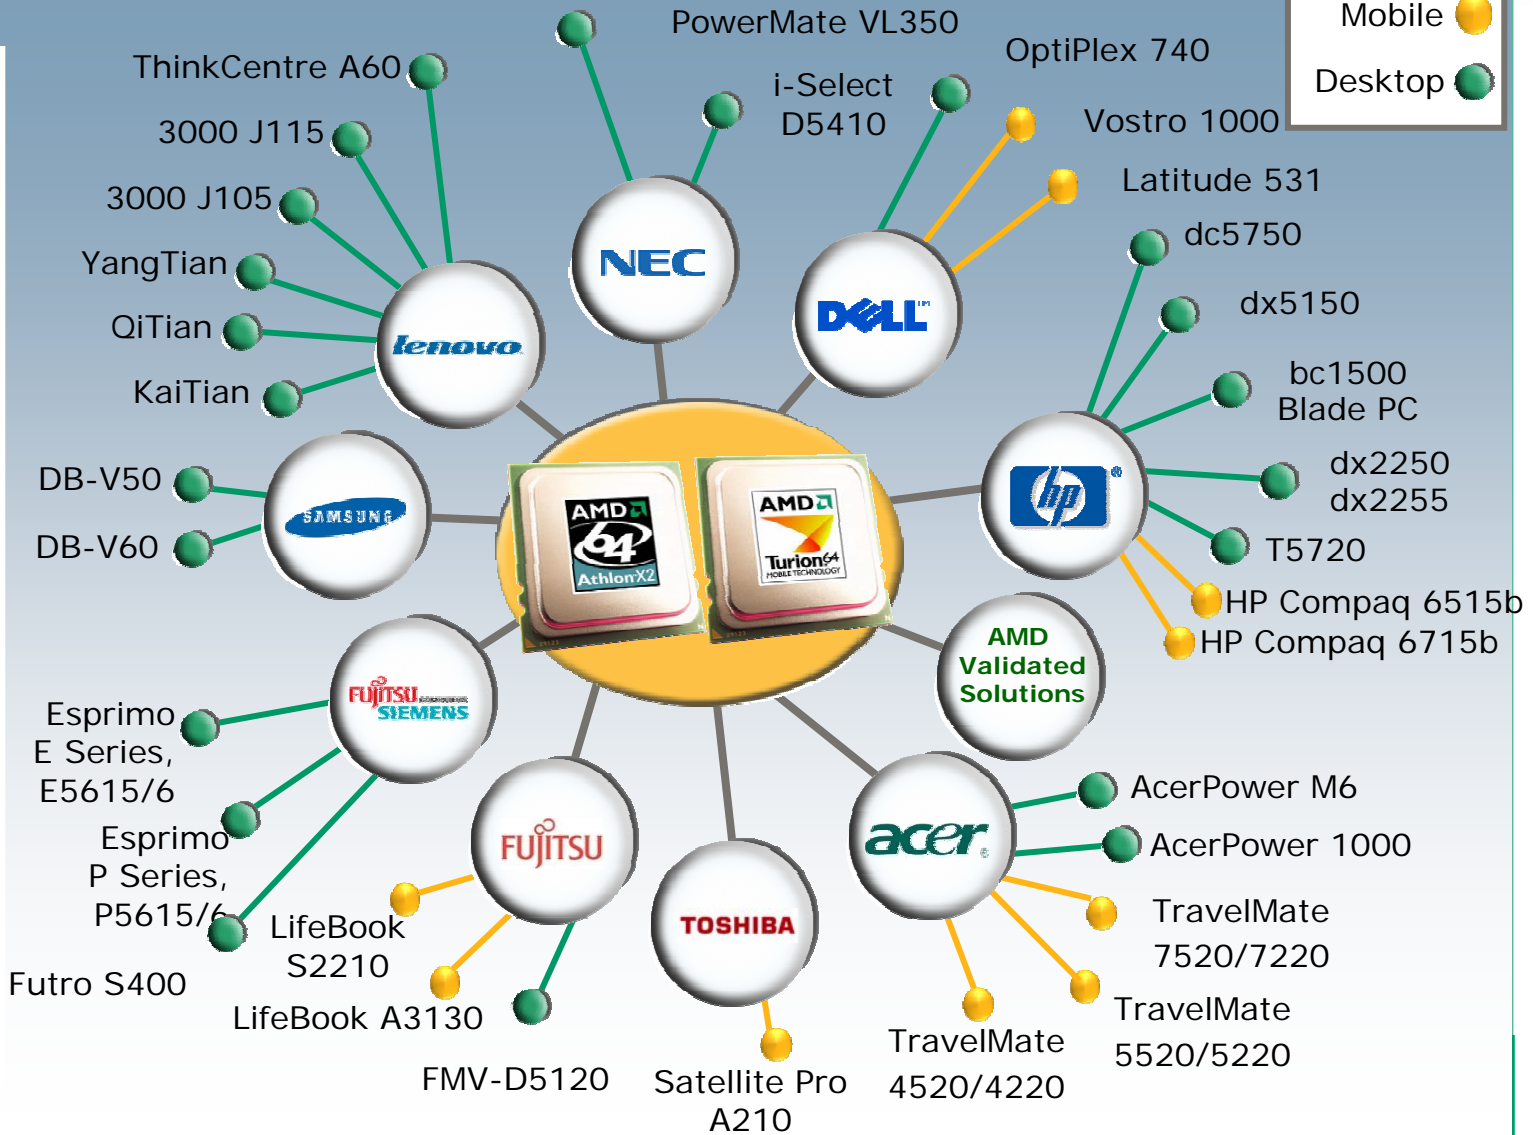 PowerMate VL350
Mobile
Desktop
ThinkCentre A60
OptiPlex 740
i-Select
D5410
3000 J115
Vostro 1000
3000 J105
Latitude 531
YangTian
dc5750
NEC
DELL
QiTian
dx5150
lenovo
KaiTian
bc1500
Blade PC
DB-V50
SAMSUNG
DB-V60
AMD
64
Athlon X2
AMD
Turion 64
MOBILE TECHNOLOGY
hp
®
dx2250
dx2255
T5720
HP Compaq 6515b
HP Compaq 6715b
AMD
Validated
Solutions
FUJITSU
SIEMENS
Esprimo
E Series,
E5615/6
Esprimo
P Series,
P5615/6
Futro S400
FUJITSU
LifeBook
S2210
LifeBook A3130
FMV-D5120
TOSHIBA
Satellite Pro
A210
acer
AcerPower M6
AcerPower 1000
TravelMate
7520/7220
TravelMate
5520/5220
TravelMate
4520/4220